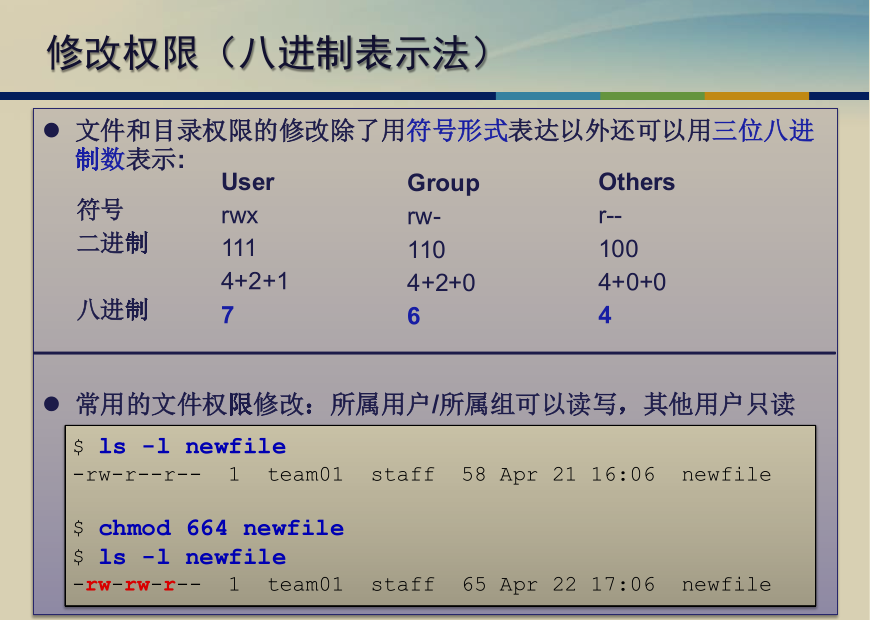 修改权限（八进制表示法）
文件和目录权限的修改除了用符号形式表达以外还可以用三位八进
制数表示:
User Group Others
符号 rwx rw- r--
二进制 111 110 100
4+2+1 4+2+0 4+0+0
八进制 7 6 4
常用的文件权限修改：所属用户/所属组可以读写，其他用户只读
$ ls -l newfile
-rw-r--r-- 1 team01 staff 58 Apr 21 16:06 newfile
$ chmod 664 newfile
$ ls -l newfile
-rw-rw-r-- 1 team01 staff 65 Apr 22 17:06 newfile